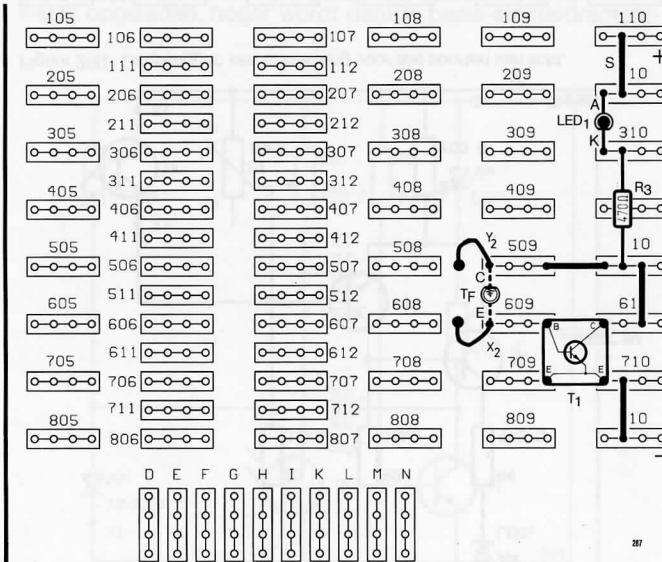 105 108 109 110
106 107
111 112 S +
205 208 209 10
206 207
A
211 212 LED1
305 308 309 310
306 307 K
311 312 R3
405 408 409
406 407 470Ω
411 412
505 508 Y2 509 10
506 507 C
511 512 TF
605 608 E 609 61
606 607 B C
611 612 X2
705 708 709 710
706 707 E E
711 712 T1
805 808 809 10
806 807
D E F G H I K L M N
267